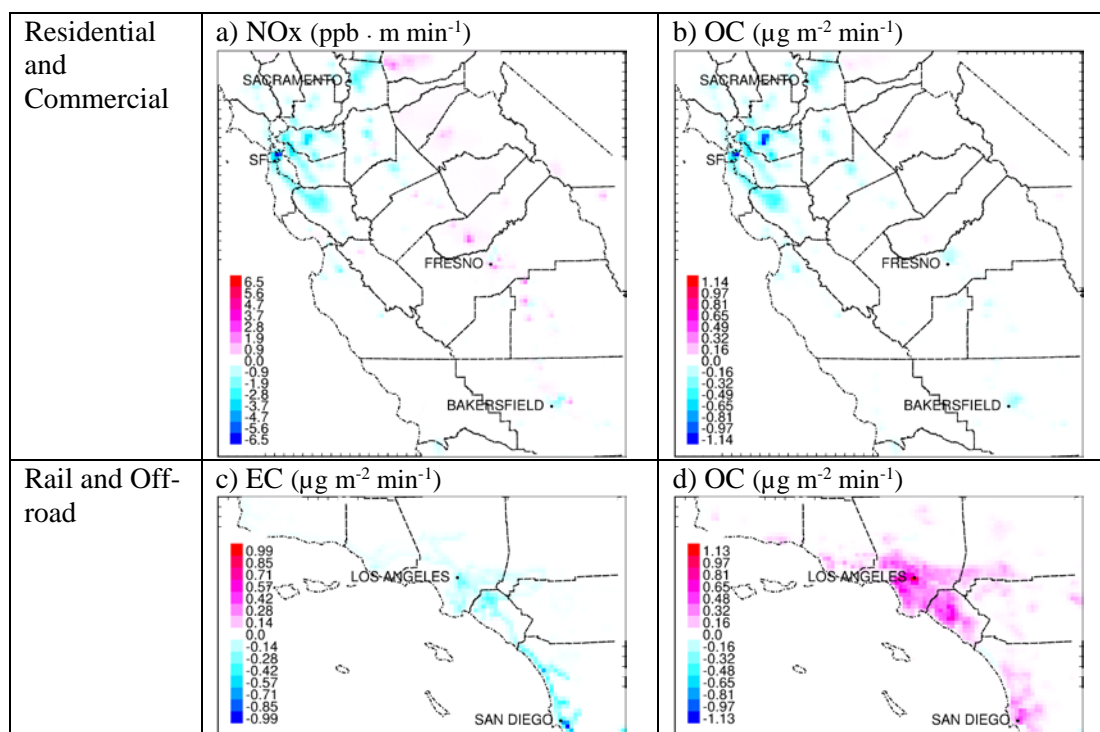 Residential
and
Commercial
a) NOx (ppb · m min⁻¹)
SACRAMENTO
SF
FRESNO
BAKERSFIELD
6.5
5.6
4.7
3.7
2.8
1.9
0.9
0.0
-0.9
-1.9
-2.8
-3.7
-4.7
-5.6
-6.5
b) OC (µg m⁻² min⁻¹)
SACRAMENTO
SF
FRESNO
BAKERSFIELD
1.14
0.97
0.81
0.65
0.49
0.32
0.16
0.0
-0.16
-0.32
-0.49
-0.65
-0.81
-0.97
-1.14
Rail and Off-
road
c) EC (µg m⁻² min⁻¹)
LOS ANGELES
SAN DIEGO
0.99
0.85
0.71
0.57
0.42
0.28
0.14
0.0
-0.14
-0.28
-0.42
-0.57
-0.71
-0.85
-0.99
d) OC (µg m⁻² min⁻¹)
LOS ANGELES
SAN DIEGO
1.13
0.97
0.81
0.65
0.48
0.32
0.16
0.0
-0.16
-0.32
-0.48
-0.65
-0.81
-0.97
-1.13